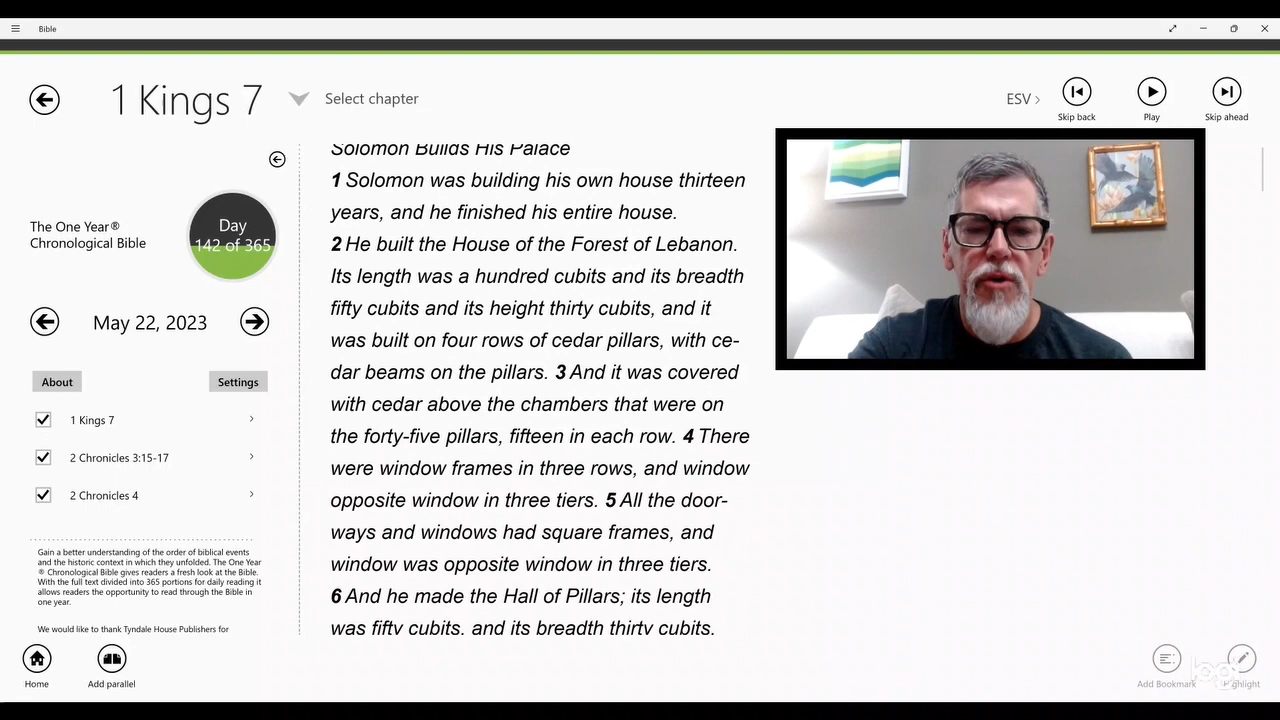 Bible
1 Kings 7
Select chapter
ESV
Skip back
Play
Skip ahead
The One Year®
Chronological Bible
Day
142 of 365
May 22, 2023
About
Settings
1 Kings 7
2 Chronicles 3:15-17
2 Chronicles 4
Gain a better understanding of the order of biblical events
and the historic context in which they unfolded. The One Year
® Chronological Bible gives readers a fresh look at the Bible.
With the full text divided into 365 portions for daily reading it
allows readers the opportunity to read through the Bible in
one year.
We would like to thank Tyndale House Publishers for
Solomon Builds His Palace
1 Solomon was building his own house thirteen
years, and he finished his entire house.
2 He built the House of the Forest of Lebanon.
Its length was a hundred cubits and its breadth
fifty cubits and its height thirty cubits, and it
was built on four rows of cedar pillars, with ce-
dar beams on the pillars. 3 And it was covered
with cedar above the chambers that were on
the forty-five pillars, fifteen in each row. 4 There
were window frames in three rows, and window
opposite window in three tiers. 5 All the door-
ways and windows had square frames, and
window was opposite window in three tiers.
6 And he made the Hall of Pillars; its length
was fifty cubits, and its breadth thirty cubits.
Home
Add parallel
Add Bookmark
Highlight
logi